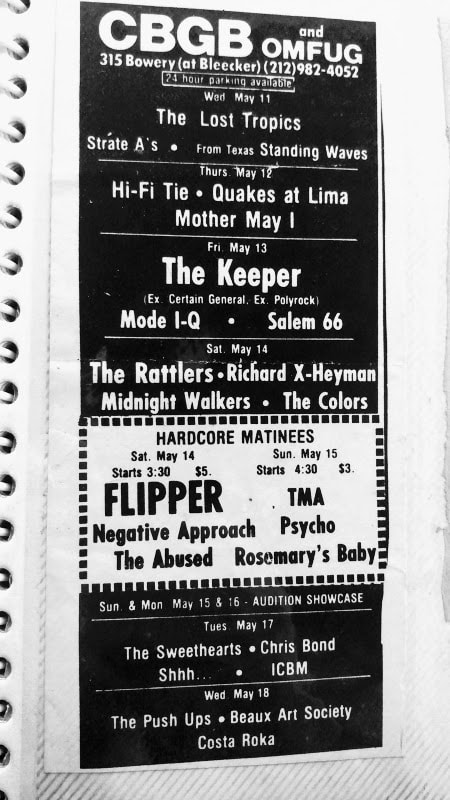 CBGB and OMFUG
315 Bowery (at Bleecker) (212) 982-4052
24 hour parking available
Wed. May 11
The Lost Tropics
Strate A's • From Texas Standing Waves
Thurs. May 12
Hi-Fi Tie • Quakes at Lima
Mother May I
Fri. May 13
The Keeper
(Ex. Certain General, Ex. Polyrock)
Mode I-Q • Salem 66
Sat. May 14
The Rattlers • Richard X-Heyman
Midnight Walkers • The Colors
HARDCORE MATINEES
Sat. May 14
Starts 3:30 $5.
FLIPPER
Negative Approach
The Abused
Sun. May 15
Starts 4:30 $3.
TMA
Psycho
Rosemary's Baby
Sun. & Mon. May 15 & 16 - AUDITION SHOWCASE
Tues. May 17
The Sweethearts • Chris Bond
Shhh... • ICBM
Wed. May 18
The Push Ups • Beaux Art Society
Costa Roka